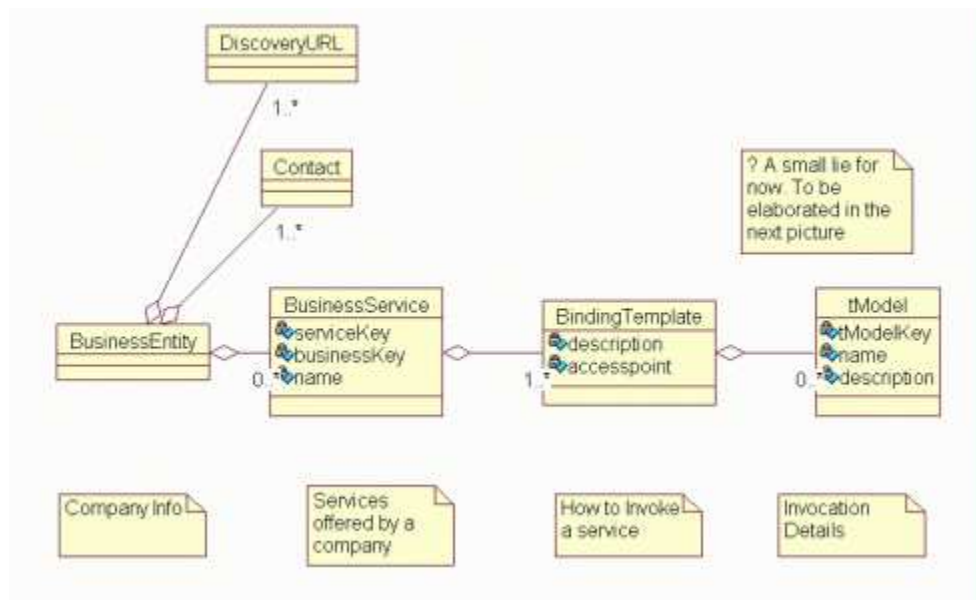 DiscoveryURL
1..*
Contact
1..*
? A small lie for
now. To be
elaborated in the
next picture
BusinessEntity
0..*
BusinessService
serviceKey
businessKey
name
1..*
BindingTemplate
description
accesspoint
0..*
tModel
tModelKey
name
description
Company Info
Services
offered by a
company
How to Invoke
a service
Invocation
Details